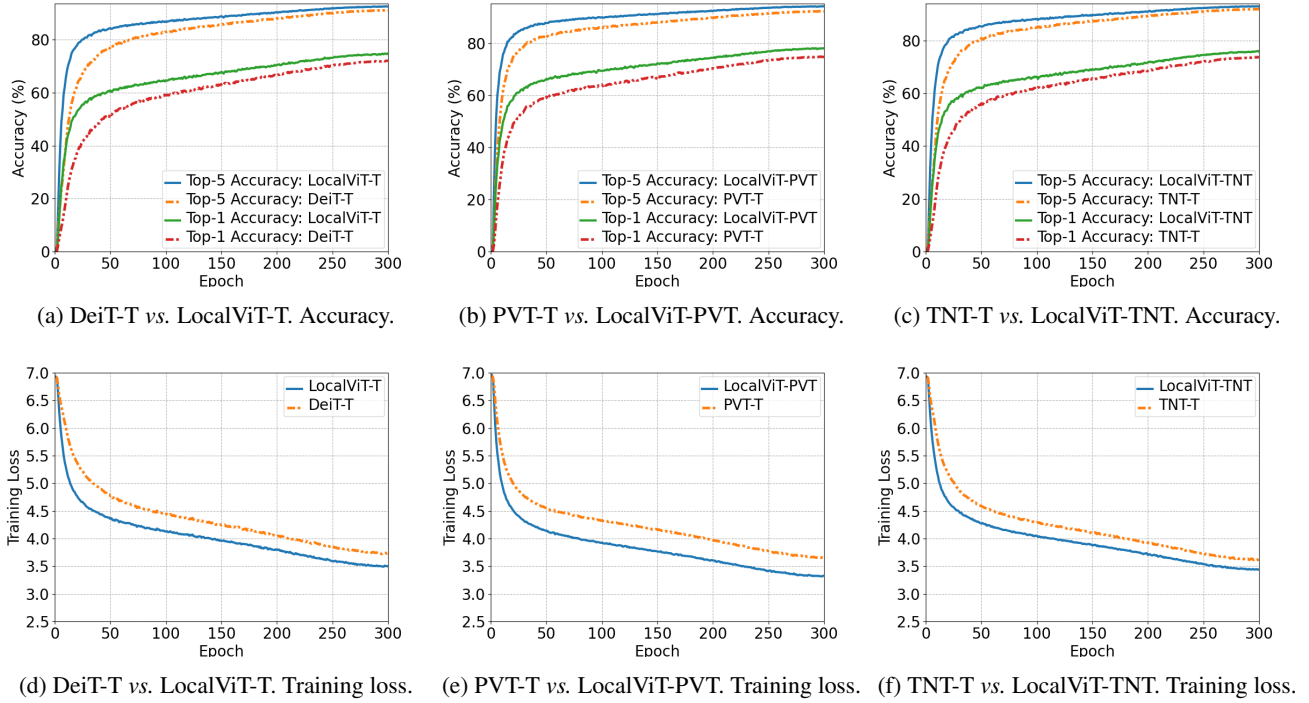 80
60
40
20
0
Accuracy (%)
Top-5 Accuracy: LocalViT-T
Top-5 Accuracy: DeiT-T
Top-1 Accuracy: LocalViT-T
Top-1 Accuracy: DeiT-T
0 50 100 150 200 250 300
Epoch
(a) DeiT-T vs. LocalViT-T. Accuracy.
80
60
40
20
0
Accuracy (%)
Top-5 Accuracy: LocalViT-PVT
Top-5 Accuracy: PVT-T
Top-1 Accuracy: LocalViT-PVT
Top-1 Accuracy: PVT-T
0 50 100 150 200 250 300
Epoch
(b) PVT-T vs. LocalViT-PVT. Accuracy.
80
60
40
20
0
Accuracy (%)
Top-5 Accuracy: LocalViT-TNT
Top-5 Accuracy: TNT-T
Top-1 Accuracy: LocalViT-TNT
Top-1 Accuracy: TNT-T
0 50 100 150 200 250 300
Epoch
(c) TNT-T vs. LocalViT-TNT. Accuracy.
7.0
6.5
6.0
5.5
5.0
4.5
4.0
3.5
3.0
2.5
Training Loss
LocalViT-T
DeiT-T
0 50 100 150 200 250 300
Epoch
(d) DeiT-T vs. LocalViT-T. Training loss.
7.0
6.5
6.0
5.5
5.0
4.5
4.0
3.5
3.0
2.5
Training Loss
LocalViT-PVT
PVT-T
0 50 100 150 200 250 300
Epoch
(e) PVT-T vs. LocalViT-PVT. Training loss.
7.0
6.5
6.0
5.5
5.0
4.5
4.0
3.5
3.0
2.5
Training Loss
LocalViT-TNT
TNT-T
0 50 100 150 200 250 300
Epoch
(f) TNT-T vs. LocalViT-TNT. Training loss.